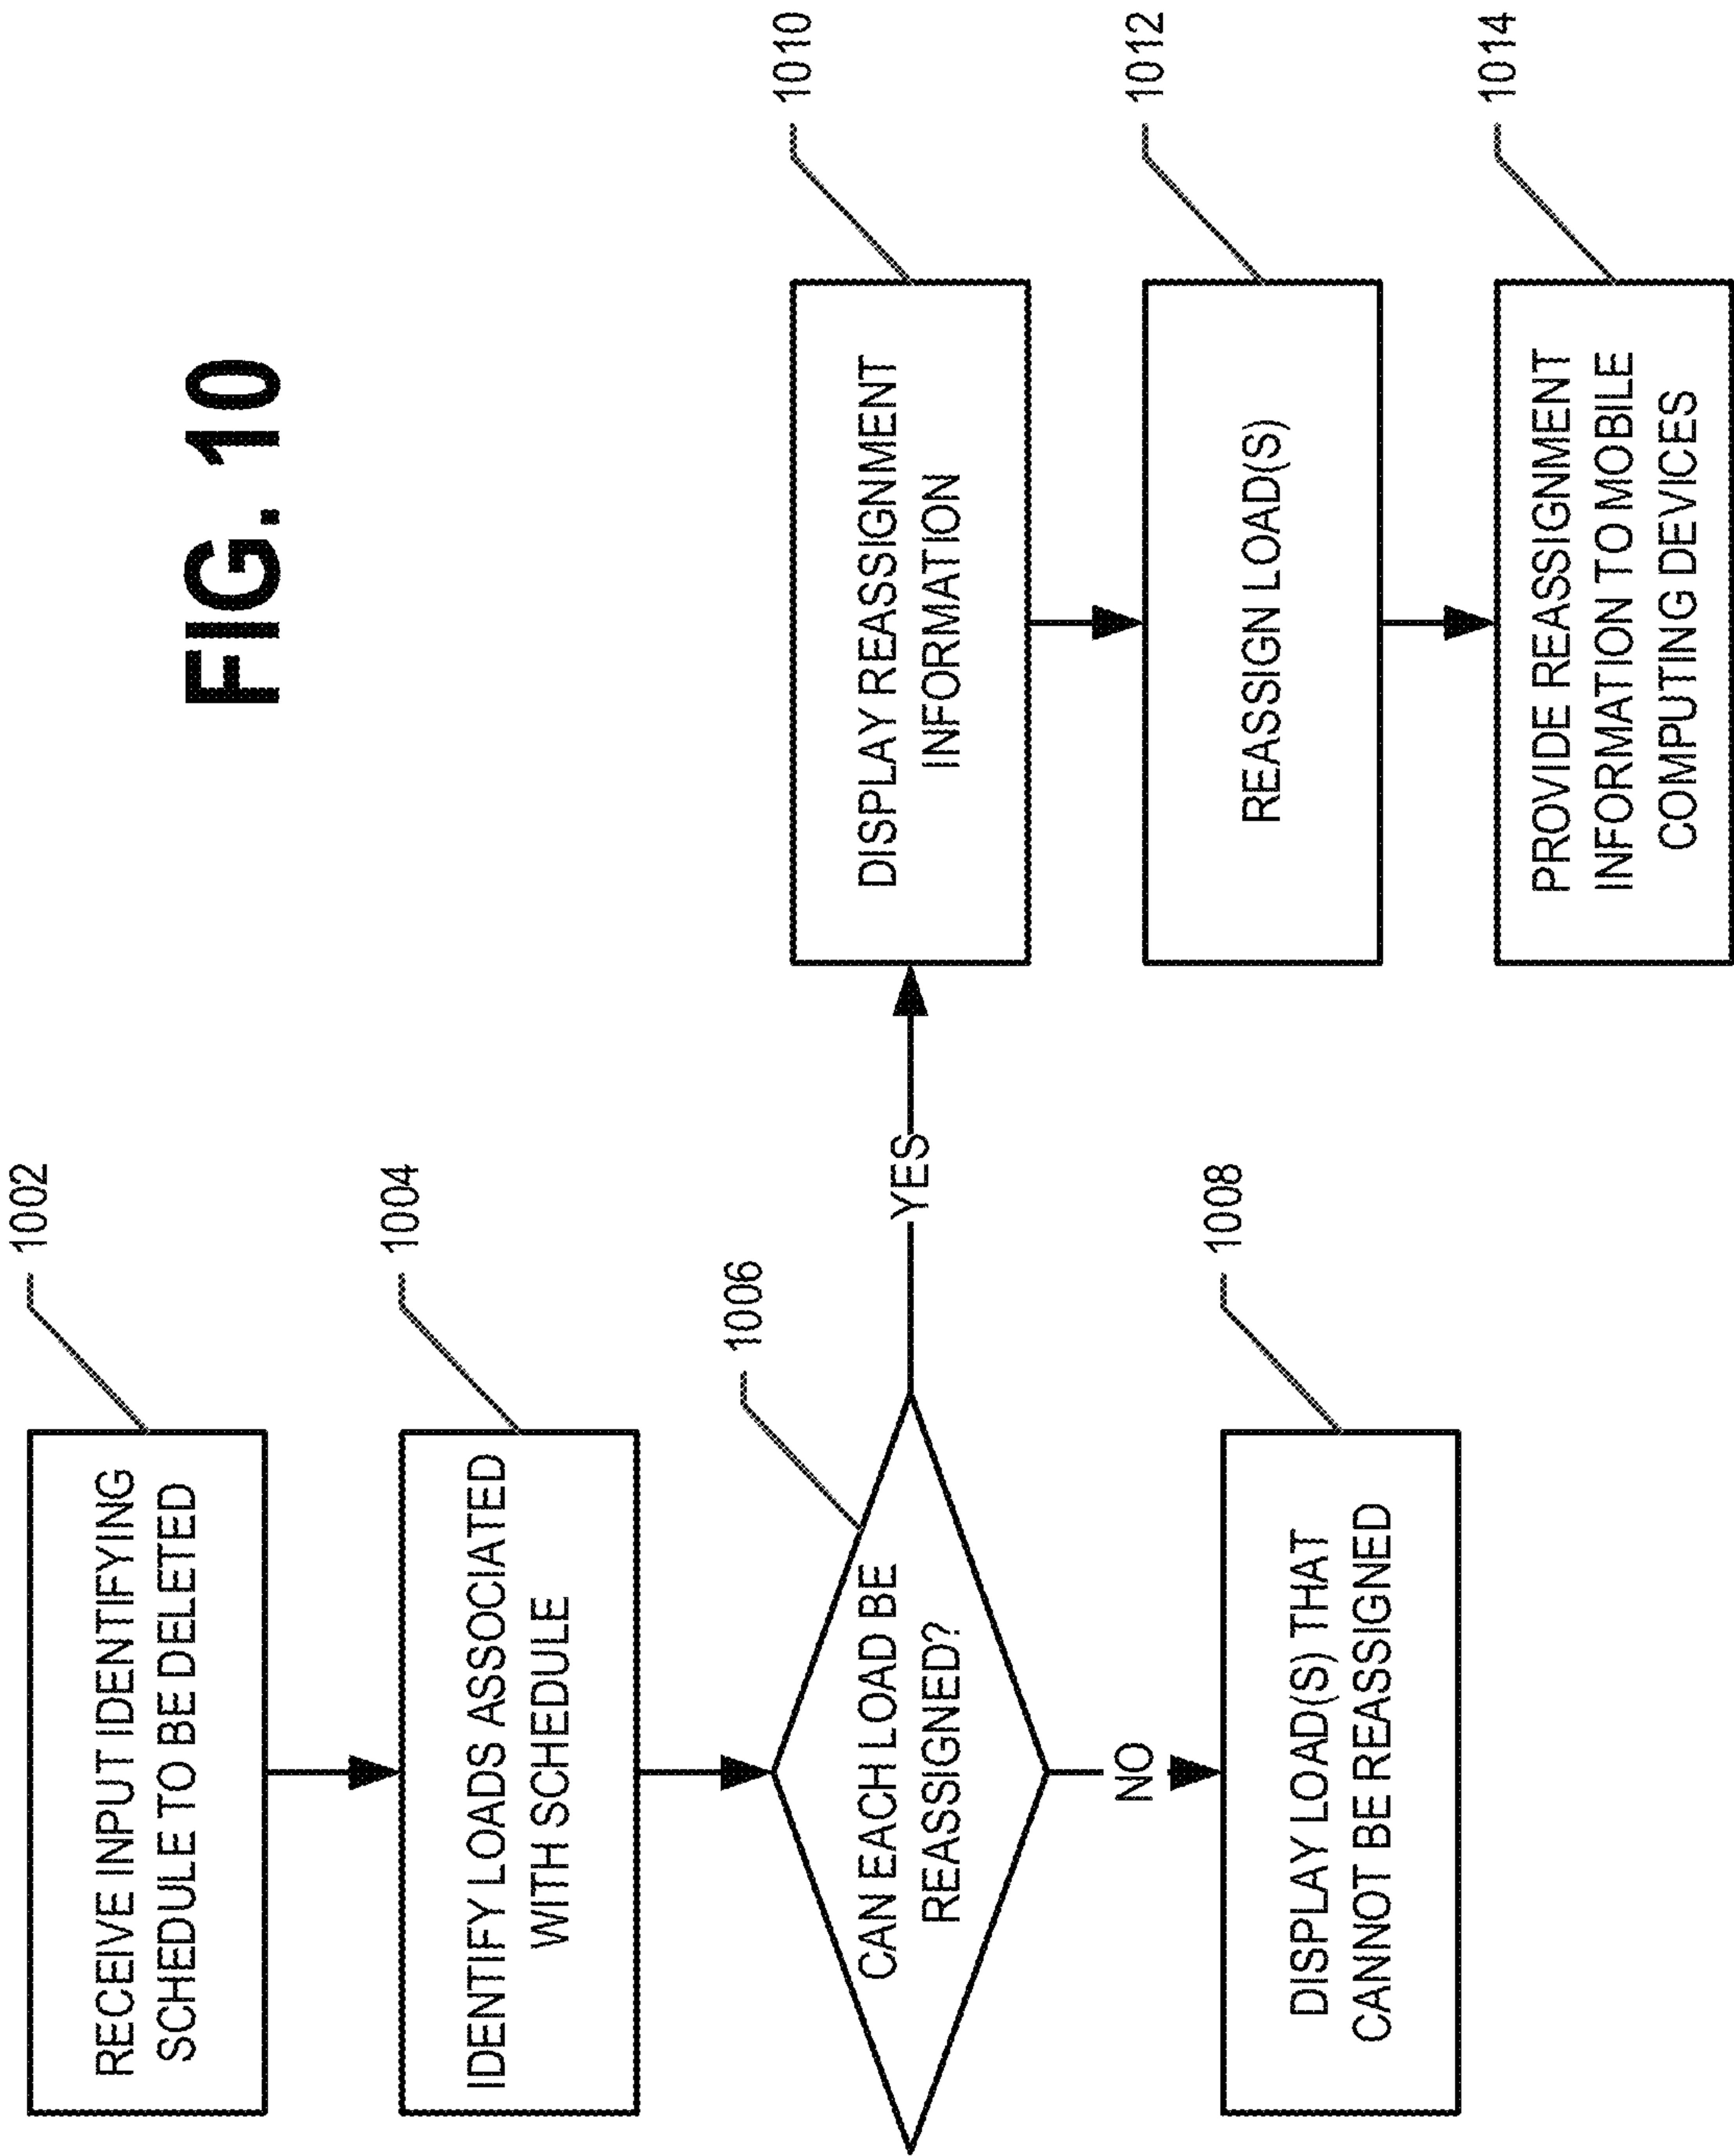 FIG. 10
1002
RECEIVE INPUT IDENTIFYING
SCHEDULE TO BE DELETED
1004
IDENTIFY LOADS ASSOCIATED
WITH SCHEDULE
1006
CAN EACH LOAD BE
REASSIGNED?
YES
NO
1008
DISPLAY LOAD(S) THAT
CANNOT BE REASSIGNED
1010
DISPLAY REASSIGNMENT
INFORMATION
1012
REASSIGN LOAD(S)
1014
PROVIDE REASSIGNMENT
INFORMATION TO MOBILE
COMPUTING DEVICES